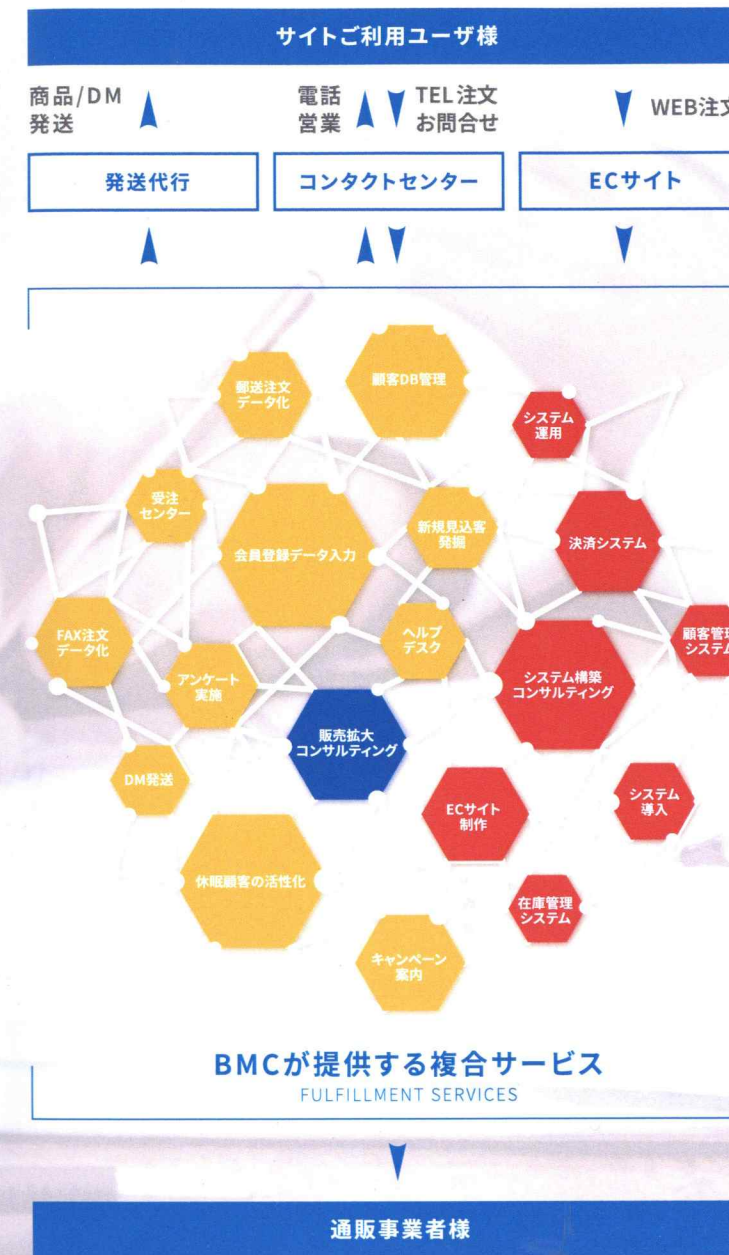 サイトご利用ユーザ様
商品/DM
発送
電話
営業
TEL注文
お問合せ
WEB注文
発送代行
コンタクトセンター
ECサイト
郵送注文
データ化
顧客DB管理
システム
運用
受注
センター
会員登録データ入力
新規見込客
発掘
決済システム
FAX注文
データ化
アンケート
実施
ヘルプ
デスク
システム構築
コンサルティング
顧客管理
システム
販売拡大
コンサルティング
DM発送
ECサイト
制作
システム
導入
休眠顧客の活性化
在庫管理
システム
キャンペーン
案内
BMCが提供する複合サービス
FULFILLMENT SERVICES
通販事業者様